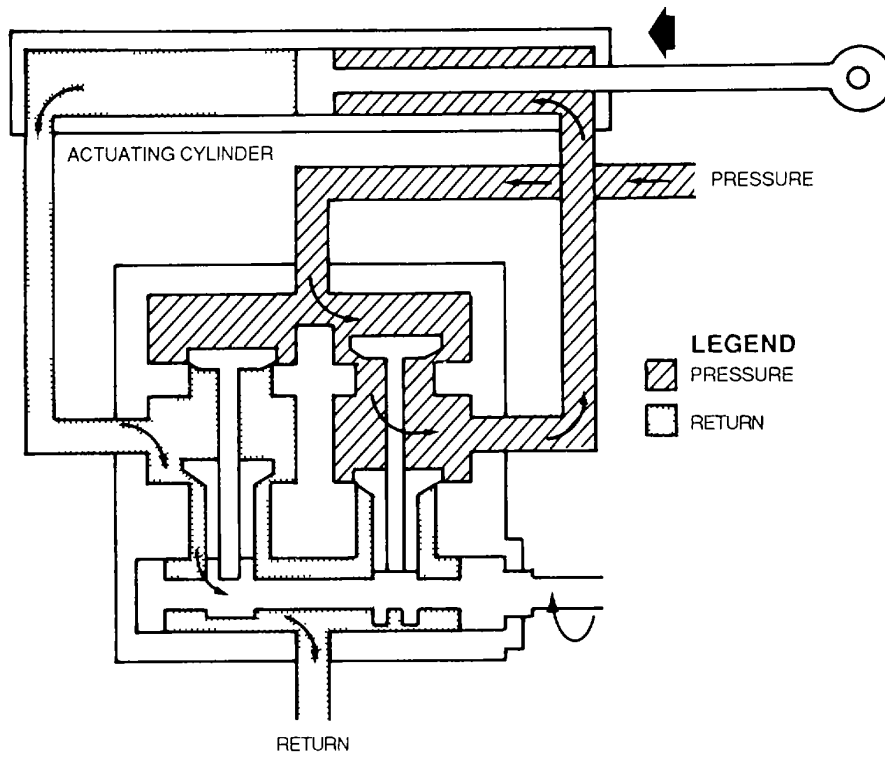 ACTUATING CYLINDER
PRESSURE
LEGEND
PRESSURE
RETURN
RETURN